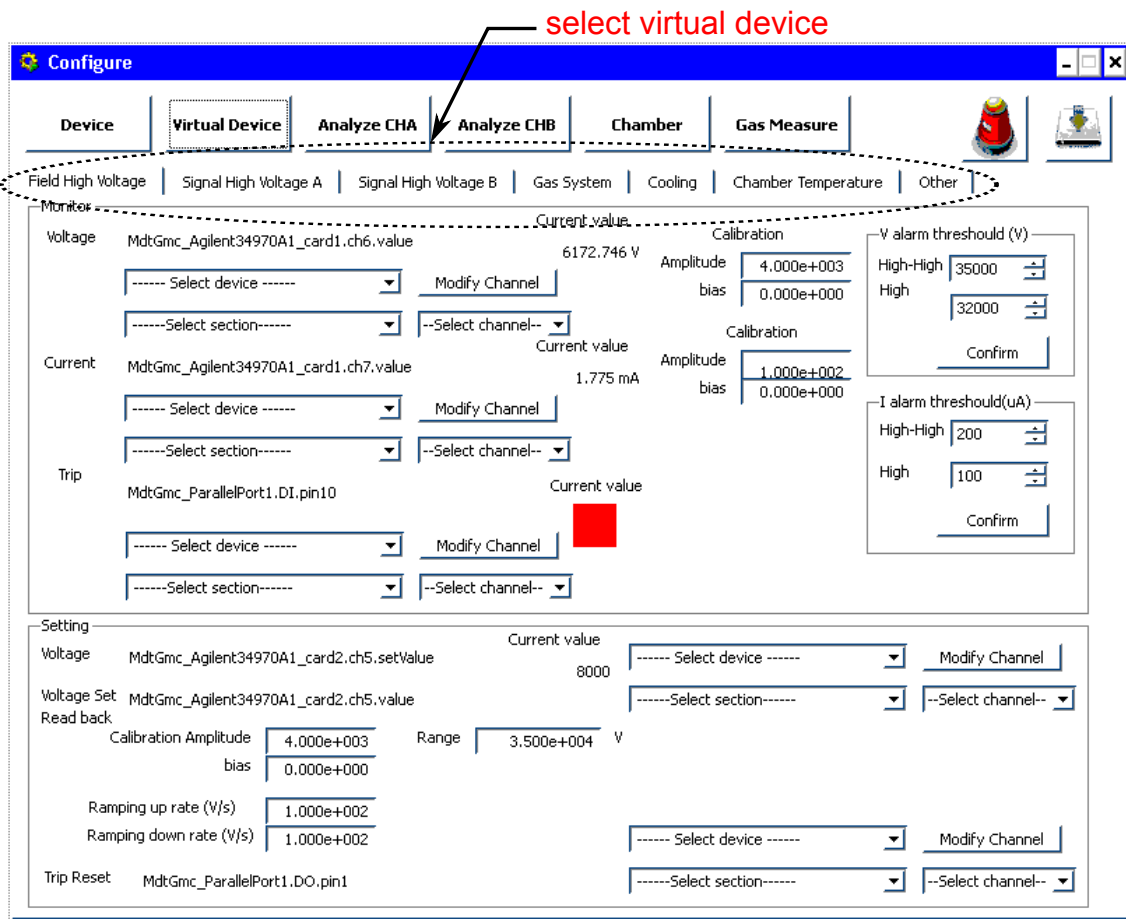 select virtual device
Configure
Device Virtual Device Analyze CHA Analyze CHB Chamber Gas Measure
Field High Voltage Signal High Voltage A Signal High Voltage B Gas System Cooling Chamber Temperature Other
Monitor
Current value
Voltage MdtGmc_Agilent34970A1_card1.ch6.value 6172.746 V
Calibration
Amplitude 4.000e+003
bias 0.000e+000
V alarm threshould (V)
High-High 35000
High 32000
Confirm
------ Select device ------ Modify Channel
------Select section------ --Select channel--
Current value
Current MdtGmc_Agilent34970A1_card1.ch7.value 1.775 mA
Calibration
Amplitude 1.000e+002
bias 0.000e+000
------ Select device ------ Modify Channel
------Select section------ --Select channel--
I alarm threshould(uA)
High-High 200
High 100
Confirm
Trip
MdtGmc_ParallelPort1.DI.pin10 Current value
------ Select device ------ Modify Channel
------Select section------ --Select channel--
Setting
Current value
Voltage MdtGmc_Agilent34970A1_card2.ch5.setValue 8000
------ Select device ------ Modify Channel
Voltage Set MdtGmc_Agilent34970A1_card2.ch5.value
Read back
------Select section------ --Select channel--
Calibration Amplitude 4.000e+003 Range 3.500e+004 V
bias 0.000e+000
Ramping up rate (V/s) 1.000e+002
Ramping down rate (V/s) 1.000e+002
------ Select device ------ Modify Channel
Trip Reset MdtGmc_ParallelPort1.DO.pin1
------Select section------ --Select channel--